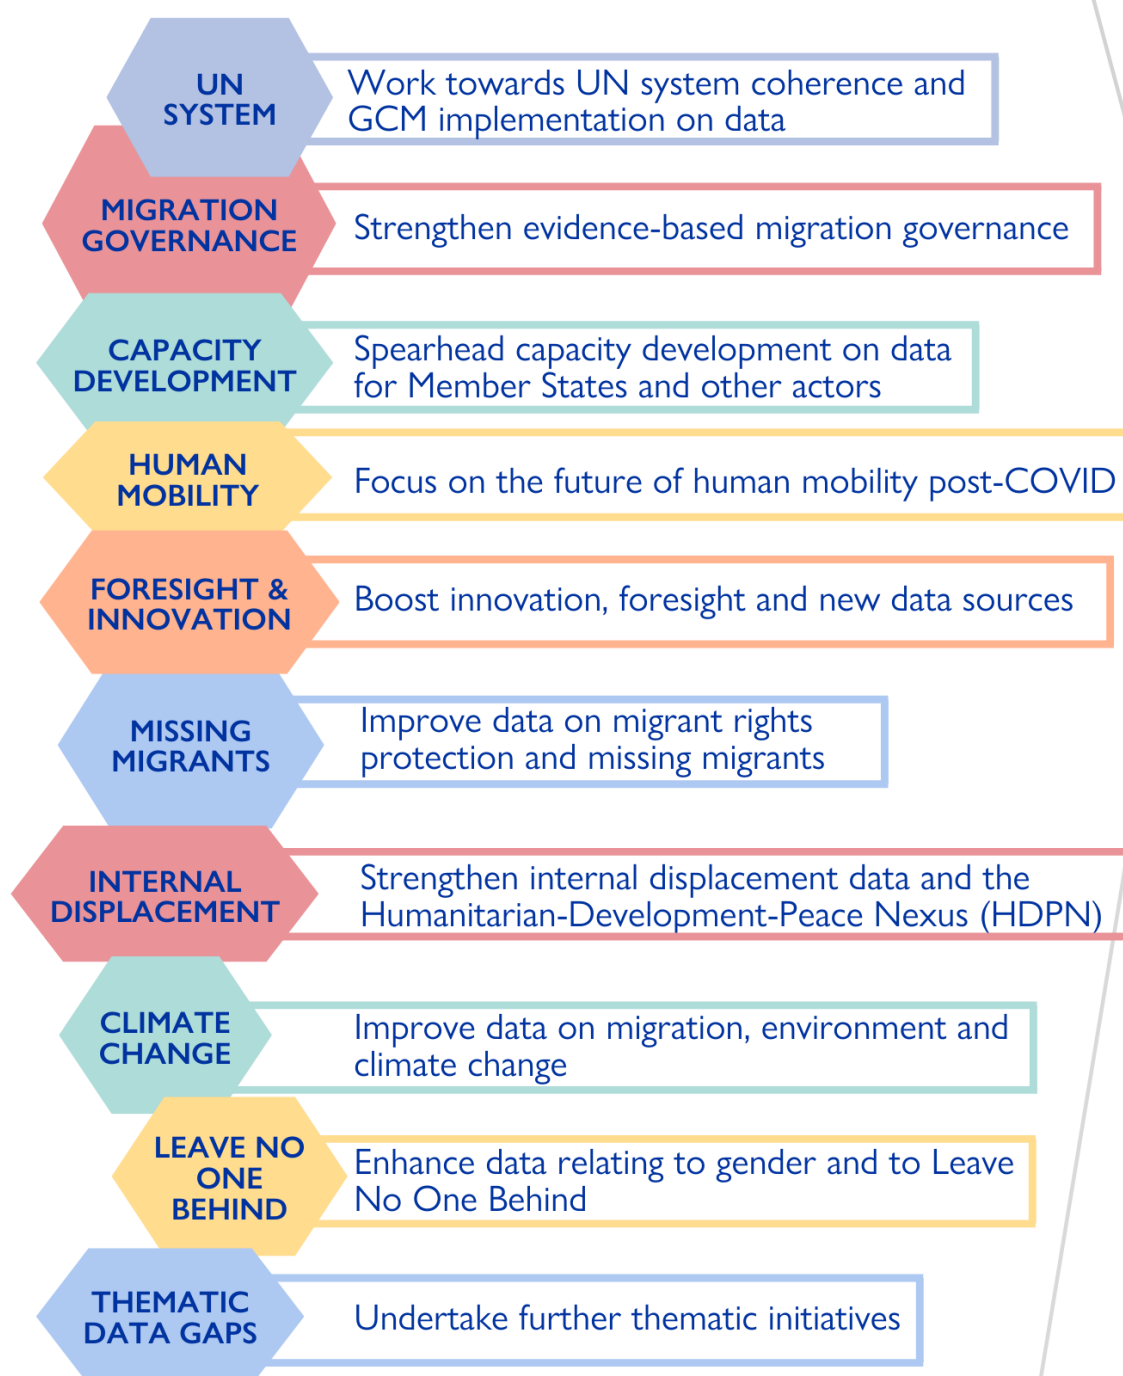 UN
SYSTEM
Work towards UN system coherence and
GCM implementation on data
MIGRATION
GOVERNANCE
Strengthen evidence-based migration governance
CAPACITY
DEVELOPMENT
Spearhead capacity development on data
for Member States and other actors
HUMAN
MOBILITY
Focus on the future of human mobility post-COVID
FORESIGHT &
INNOVATION
Boost innovation, foresight and new data sources
MISSING
MIGRANTS
Improve data on migrant rights
protection and missing migrants
INTERNAL
DISPLACEMENT
Strengthen internal displacement data and the
Humanitarian-Development-Peace Nexus (HDPN)
CLIMATE
CHANGE
Improve data on migration, environment and
climate change
LEAVE NO
ONE
BEHIND
Enhance data relating to gender and to Leave
No One Behind
THEMATIC
DATA GAPS
Undertake further thematic initiatives